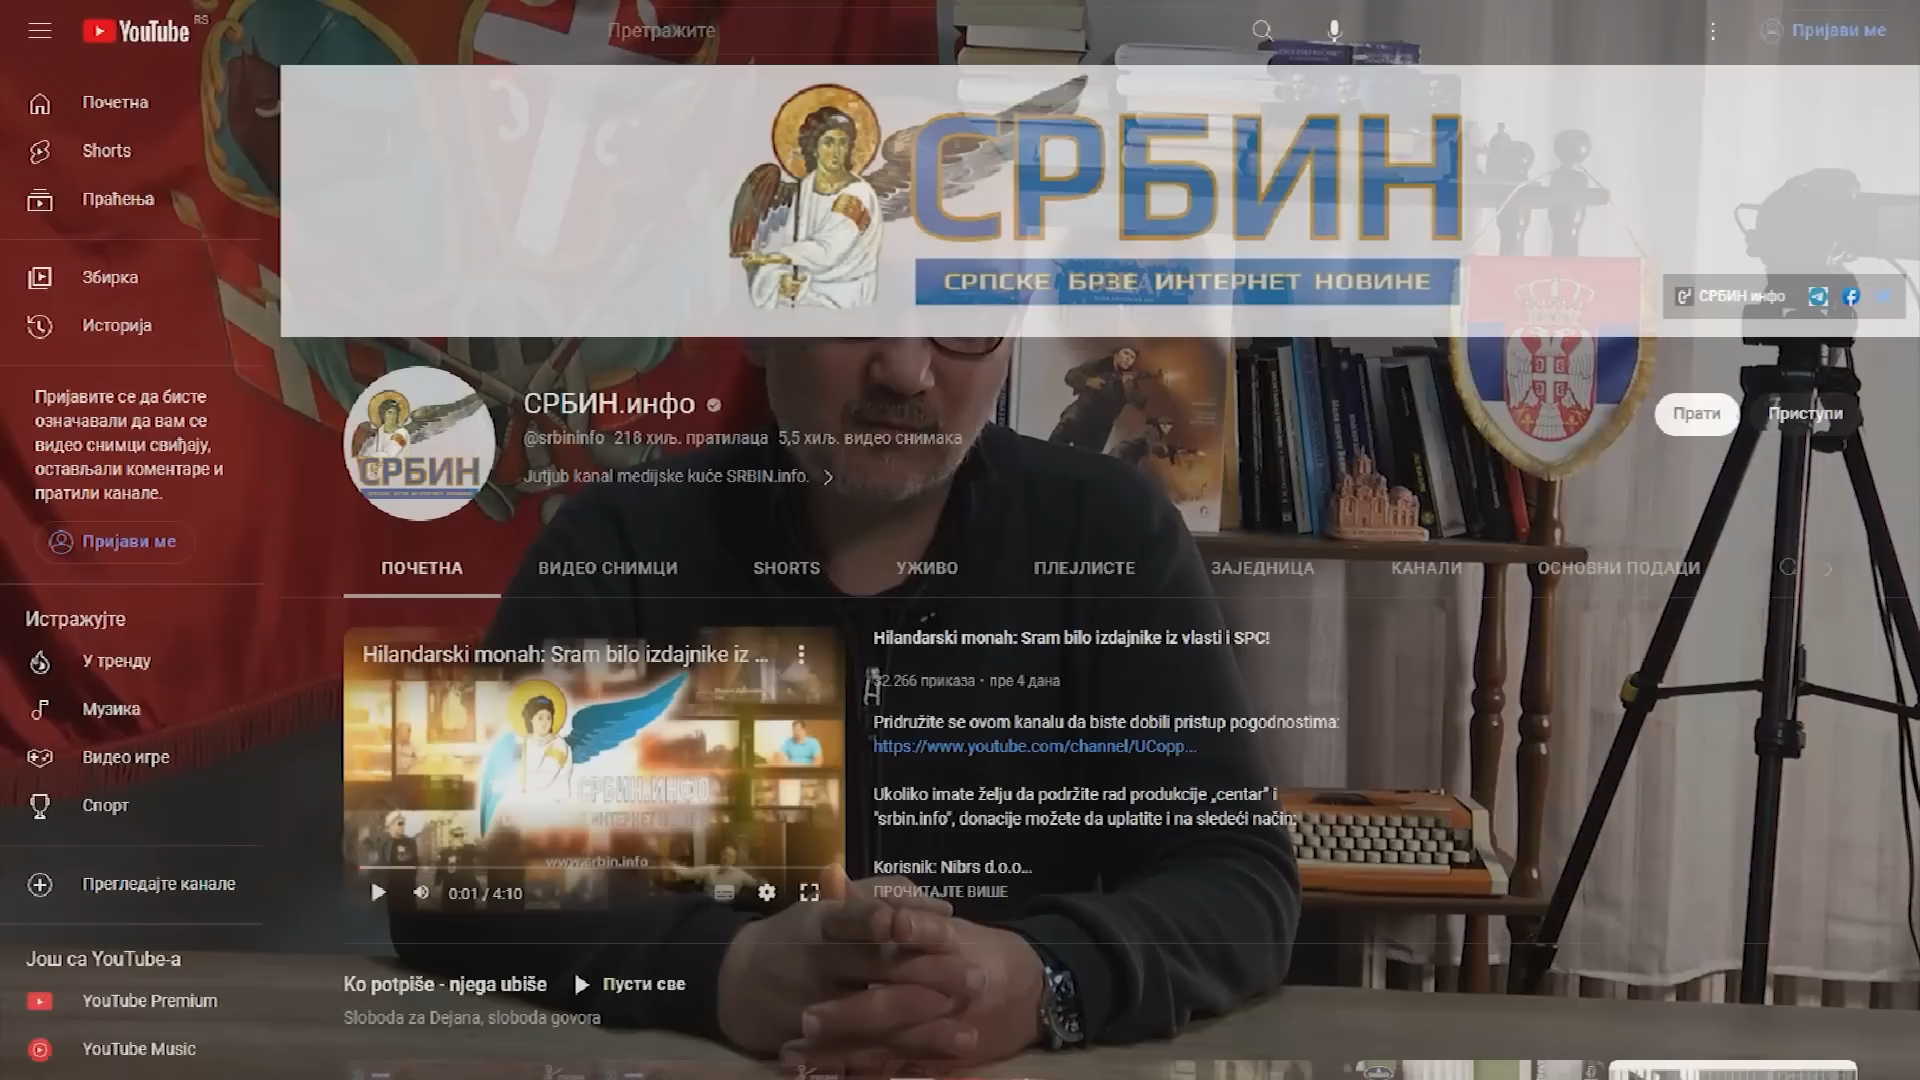 YouTube RS
Претражите
Пријави ме
Почетна
Shorts
Праћења
Збирка
Историја
Пријавите се да бисте
означавали да вам се
видео снимци свиђају,
остављали коментаре и
пратили канале.
Пријави ме
Истражујте
У тренду
Музика
Видео игре
Спорт
Прегледајте канале
Још са YouTube-а
YouTube Premium
YouTube Music
СРБИН
СРПСКЕ БРЗЕ ИНТЕРНЕТ НОВИНЕ
СРБИН инфо
СРБИН
СРБИН.инфо
@srbininfo 218 хиљ. пратилаца 5,5 хиљ. видео снимака
Jutjub kanal medijske kuće SRBIN.info.
Прати
Приступи
ПОЧЕТНА
ВИДЕО СНИМЦИ
SHORTS
УЖИВО
ПЛЕЈЛИСТЕ
ЗАЈЕДНИЦА
КАНАЛИ
ОСНОВНИ ПОДАЦИ
Hilandarski monah: Sram bilo izdajnike iz ...
СРБИН.ИНФО
www.srbin.info
0:01 / 4:10
Hilandarski monah: Sram bilo izdajnike iz vlasti i SPC!
2.266 приказа • пре 4 дана
Pridružite se ovom kanalu da biste dobili pristup pogodnostima:
https://www.youtube.com/channel/UCopp...
Ukoliko imate želju da podržite rad produkcije „centar" i
"srbin.info", donacije možete da uplatite i na sledeći način:
Korisnik: Nibrs d.o.o...
ПРОЧИТАЈТЕ ВИШЕ
Ko potpiše - njega ubiše
Пусти све
Sloboda za Dejana, sloboda govora